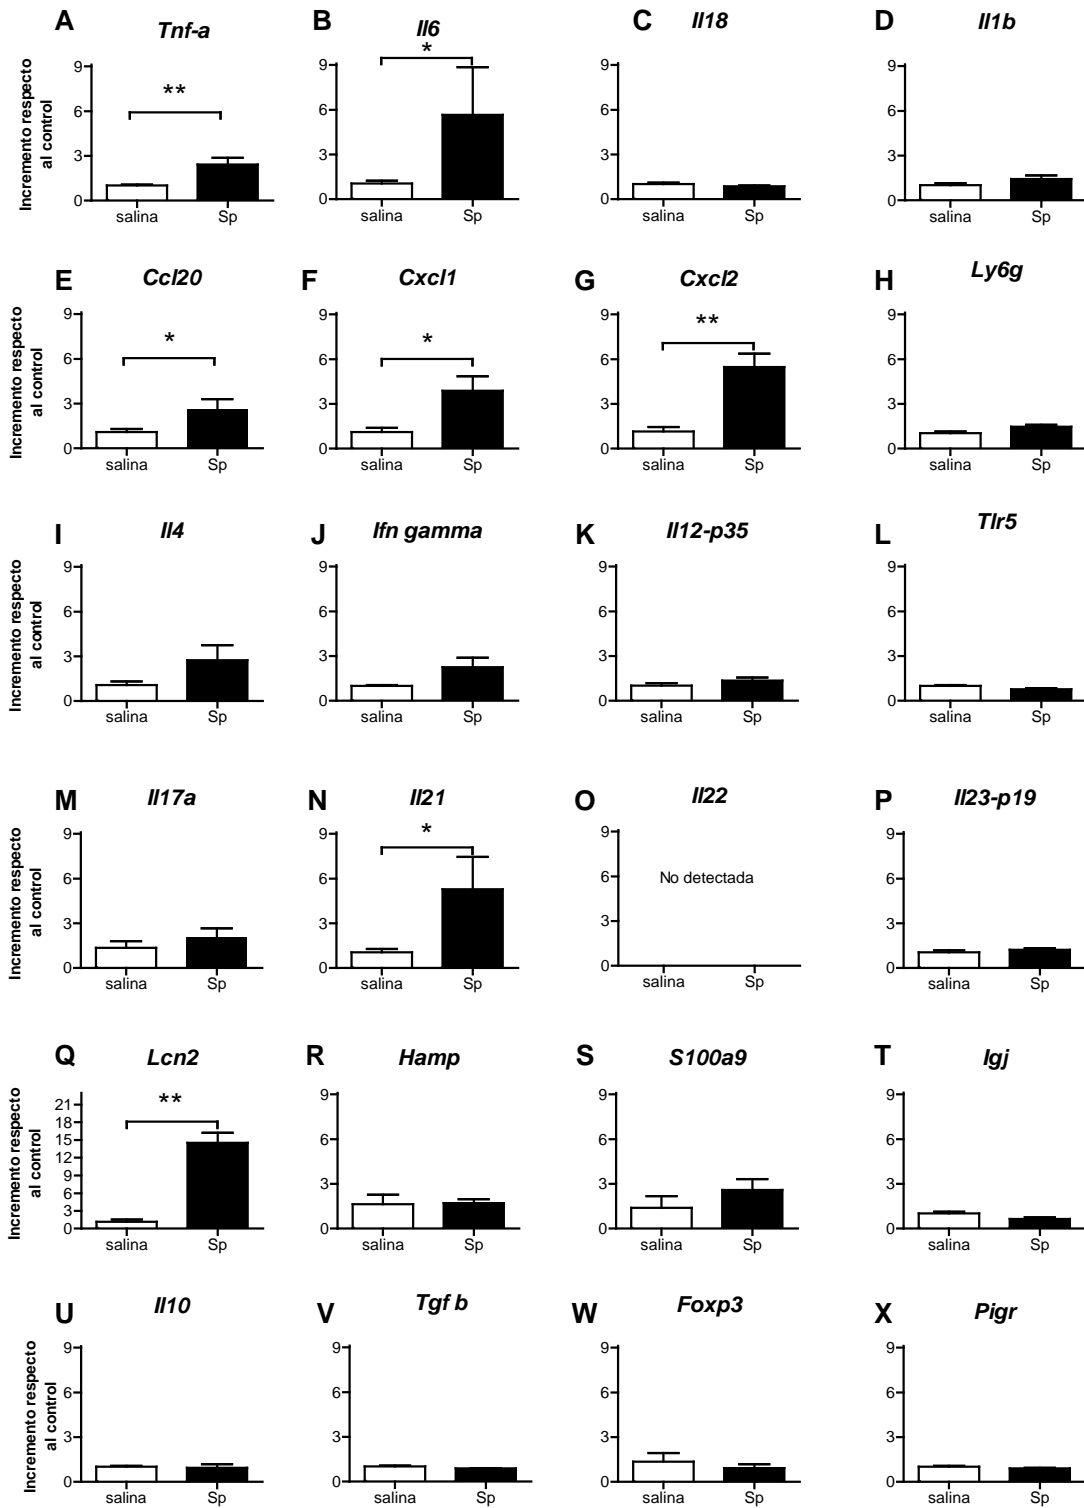 A Tnf-a
B Il6
C Il18
D Il1b
Incremento respecto
al control
9
6
3
0
**
salina Sp
9
6
3
0
*
salina Sp
9
6
3
0
salina Sp
9
6
3
0
salina Sp
E Ccl20
F Cxcl1
G Cxcl2
H Ly6g
Incremento respecto
al control
9
6
3
0
*
salina Sp
9
6
3
0
*
salina Sp
9
6
3
0
**
salina Sp
9
6
3
0
salina Sp
I Il4
J Ifn gamma
K Il12-p35
L Tlr5
Incremento respecto
al control
9
6
3
0
salina Sp
9
6
3
0
salina Sp
9
6
3
0
salina Sp
9
6
3
0
salina Sp
M Il17a
N Il21
O Il22
P Il23-p19
Incremento respecto
al control
9
6
3
0
salina Sp
9
6
3
0
*
salina Sp
9
6
3
0
No detectada
salina Sp
9
6
3
0
salina Sp
Q Lcn2
R Hamp
S S100a9
T Igj
Incremento respecto
al control
21
18
15
12
9
6
3
0
**
salina Sp
9
6
3
0
salina Sp
9
6
3
0
salina Sp
9
6
3
0
salina Sp
U Il10
V Tgf b
W Foxp3
X Pigr
Incremento respecto
al control
9
6
3
0
salina Sp
9
6
3
0
salina Sp
9
6
3
0
salina Sp
9
6
3
0
salina Sp